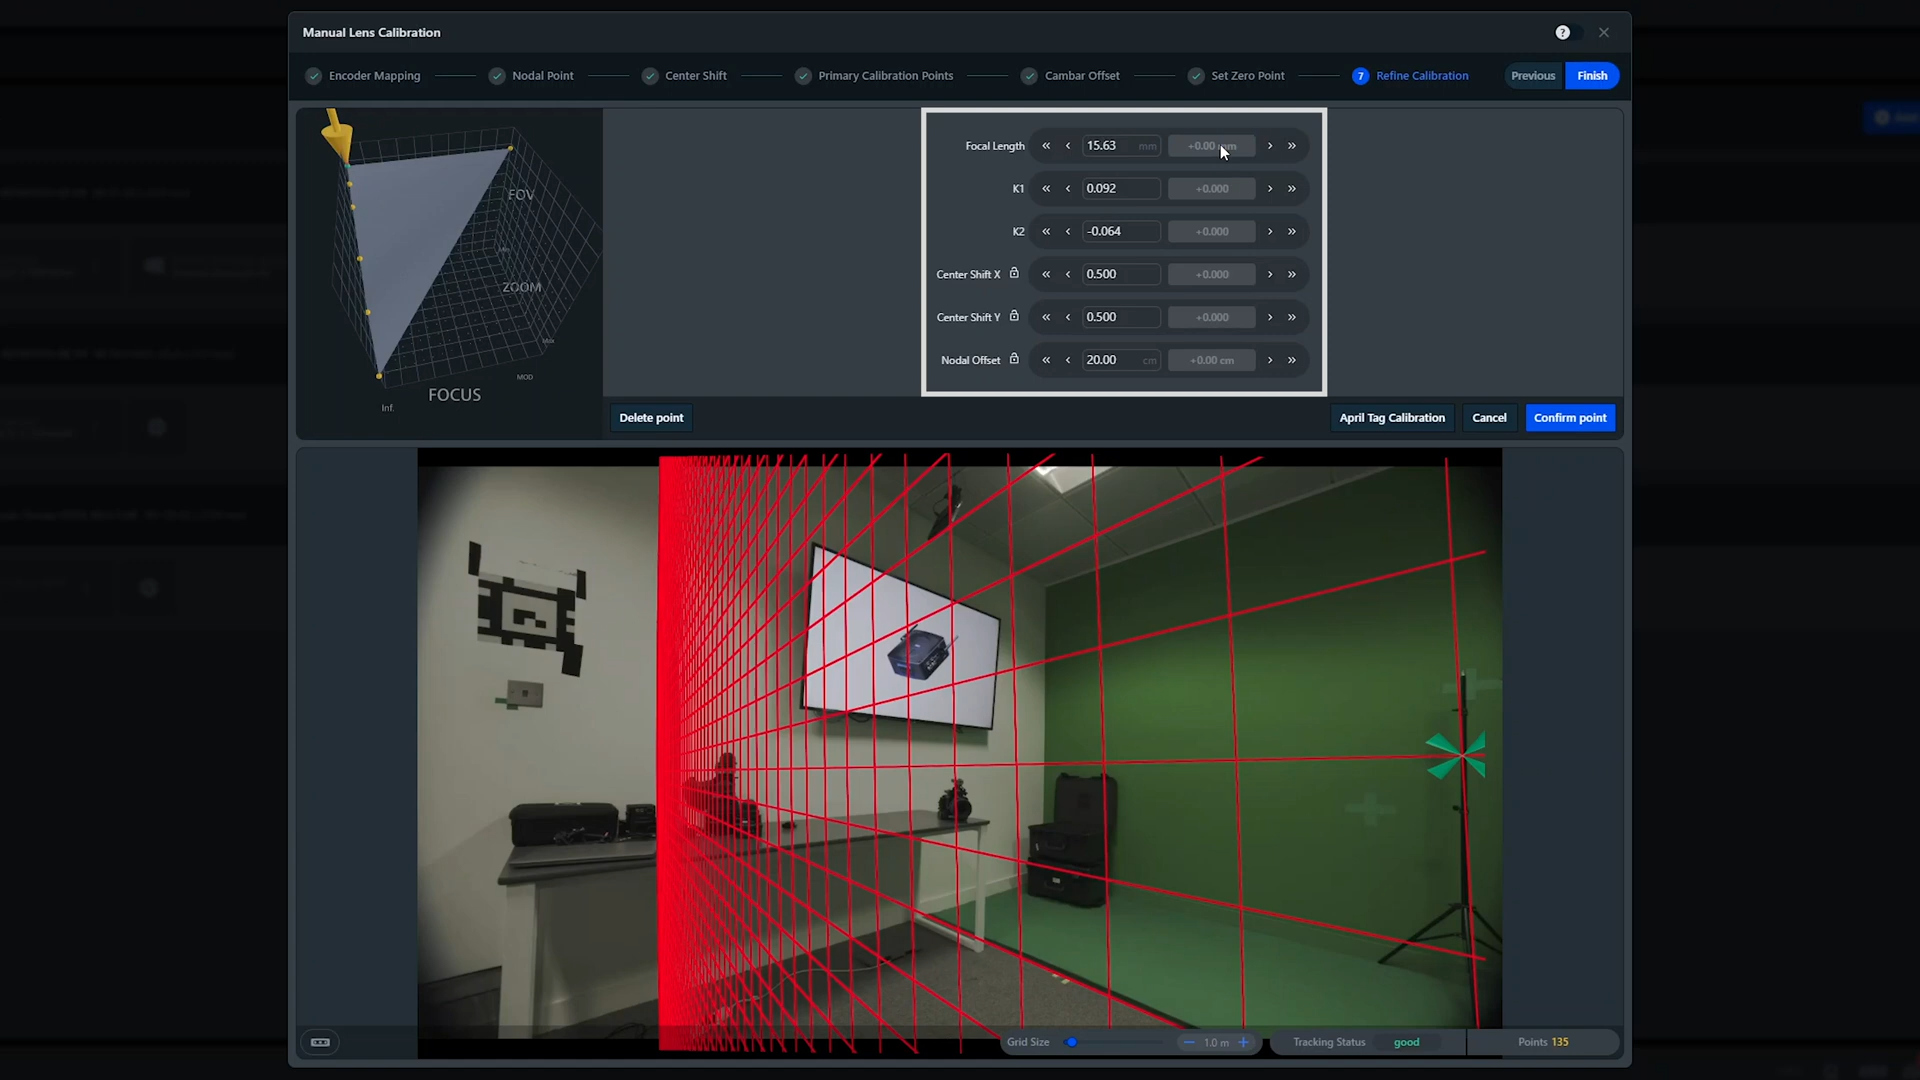 Manual Lens Calibration
?
Encoder Mapping
Nodal Point
Center Shift
Primary Calibration Points
Cambar Offset
Set Zero Point
7 Refine Calibration
Previous
Finish
FOV
ZOOM
Max
MOD
FOCUS
Inf.
Focal Length « ‹ 15.63 mm › »
K1 « ‹ 0.092 +0.000 › »
K2 « ‹ -0.064 +0.000 › »
Center Shift X « ‹ 0.500 +0.000 › »
Center Shift Y « ‹ 0.500 +0.000 › »
Nodal Offset « ‹ 20.00 cm +0.00 cm › »
Delete point
April Tag Calibration
Cancel
Confirm point
Grid Size
1.0 m
Tracking Status good
Points 135